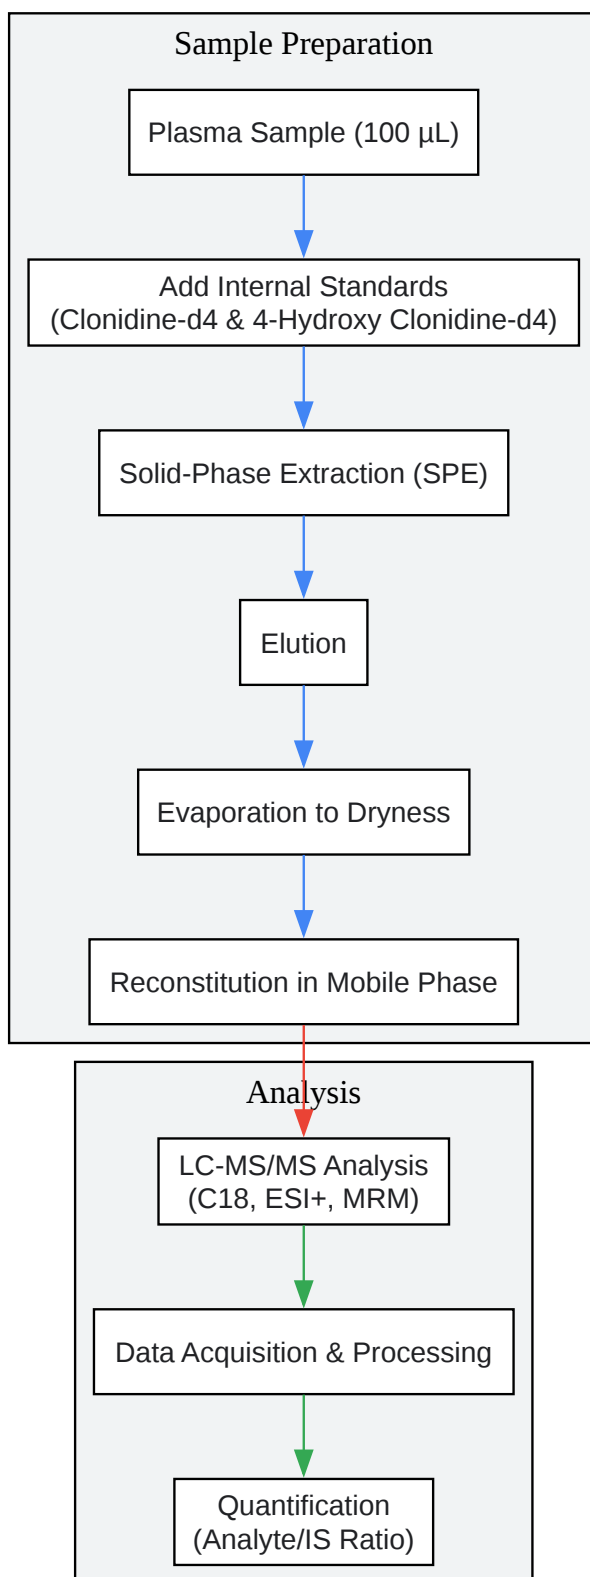 Sample Preparation
Plasma Sample (100 µL)
Add Internal Standards
(Clonidine-d4 & 4-Hydroxy Clonidine-d4)
Solid-Phase Extraction (SPE)
Elution
Evaporation to Dryness
Reconstitution in Mobile Phase
Analysis
LC-MS/MS Analysis
(C18, ESI+, MRM)
Data Acquisition & Processing
Quantification
(Analyte/IS Ratio)